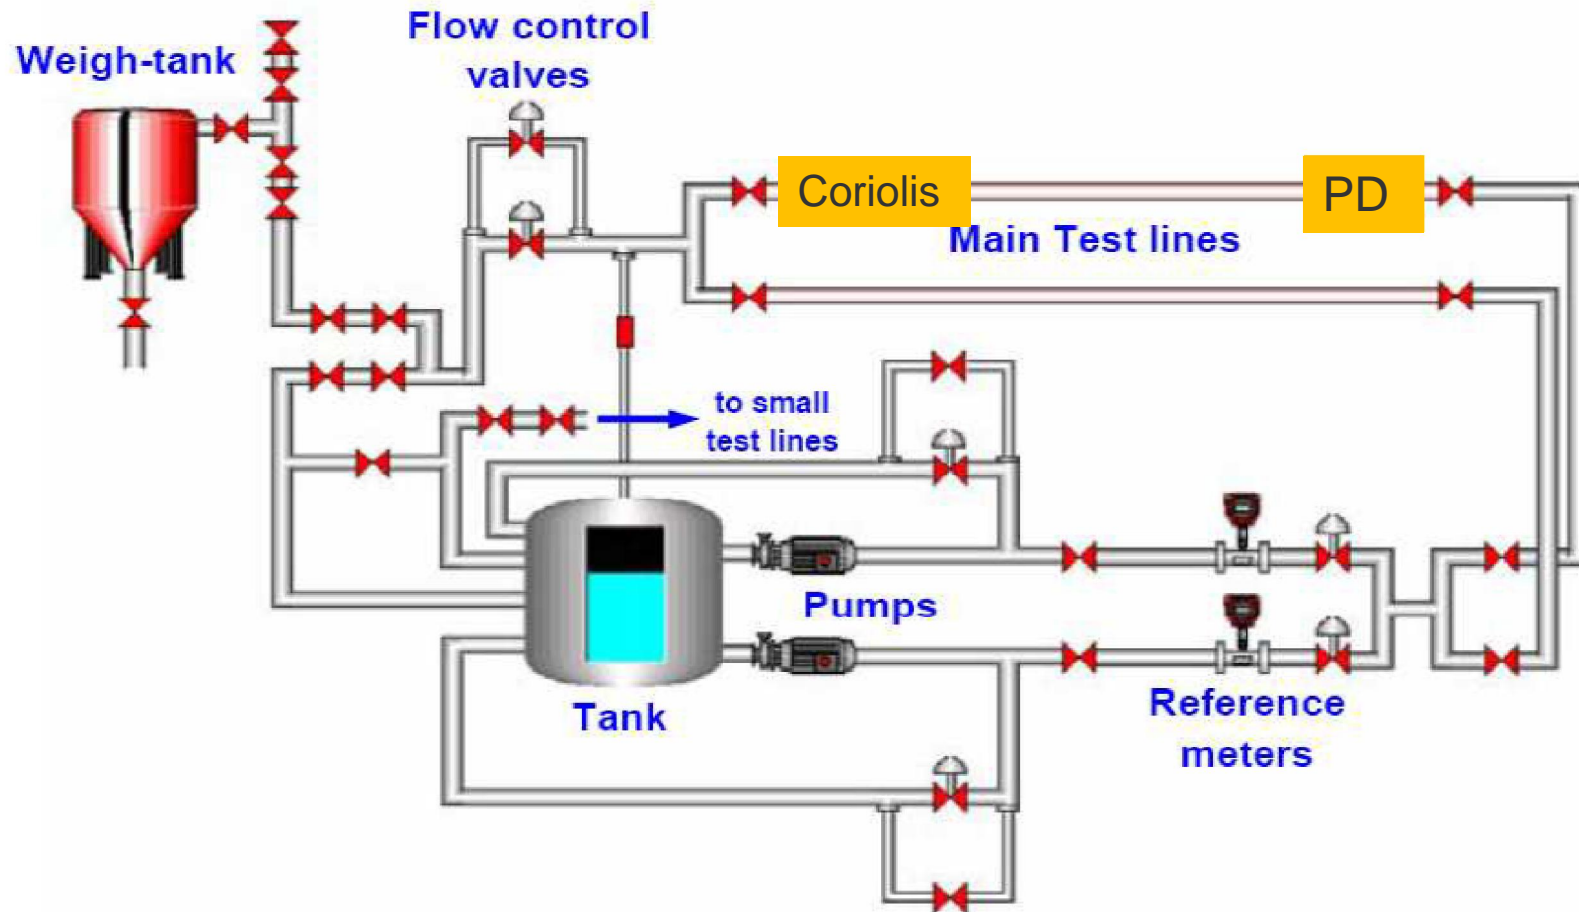 Weigh-tank
Flow control
valves
Coriolis
PD
Main Test lines
to small
test lines
Pumps
Tank
Reference
meters